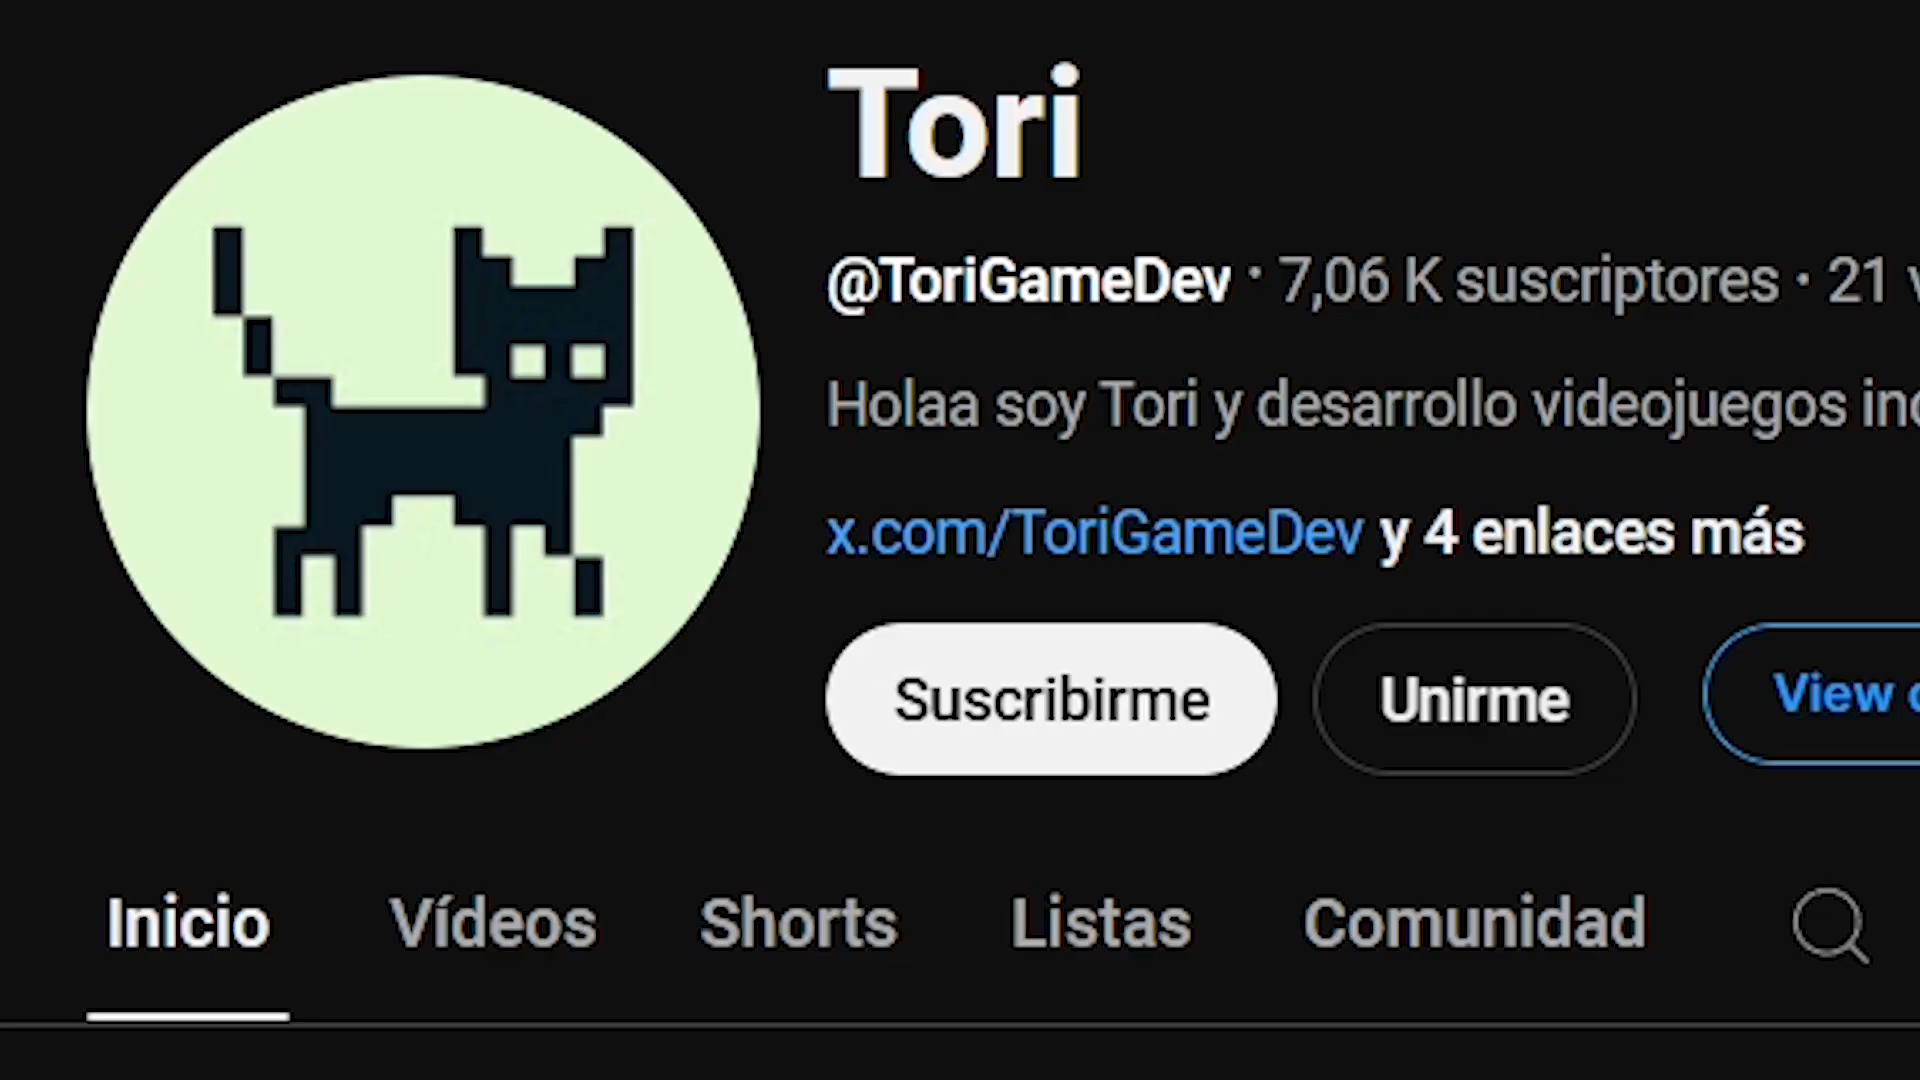 Tori
@ToriGameDev · 7,06 K suscriptores · 21
Holaa soy Tori y desarrollo videojuegos
x.com/ToriGameDev y 4 enlaces más
Suscribirme Unirme View
Inicio Vídeos Shorts Listas Comunidad